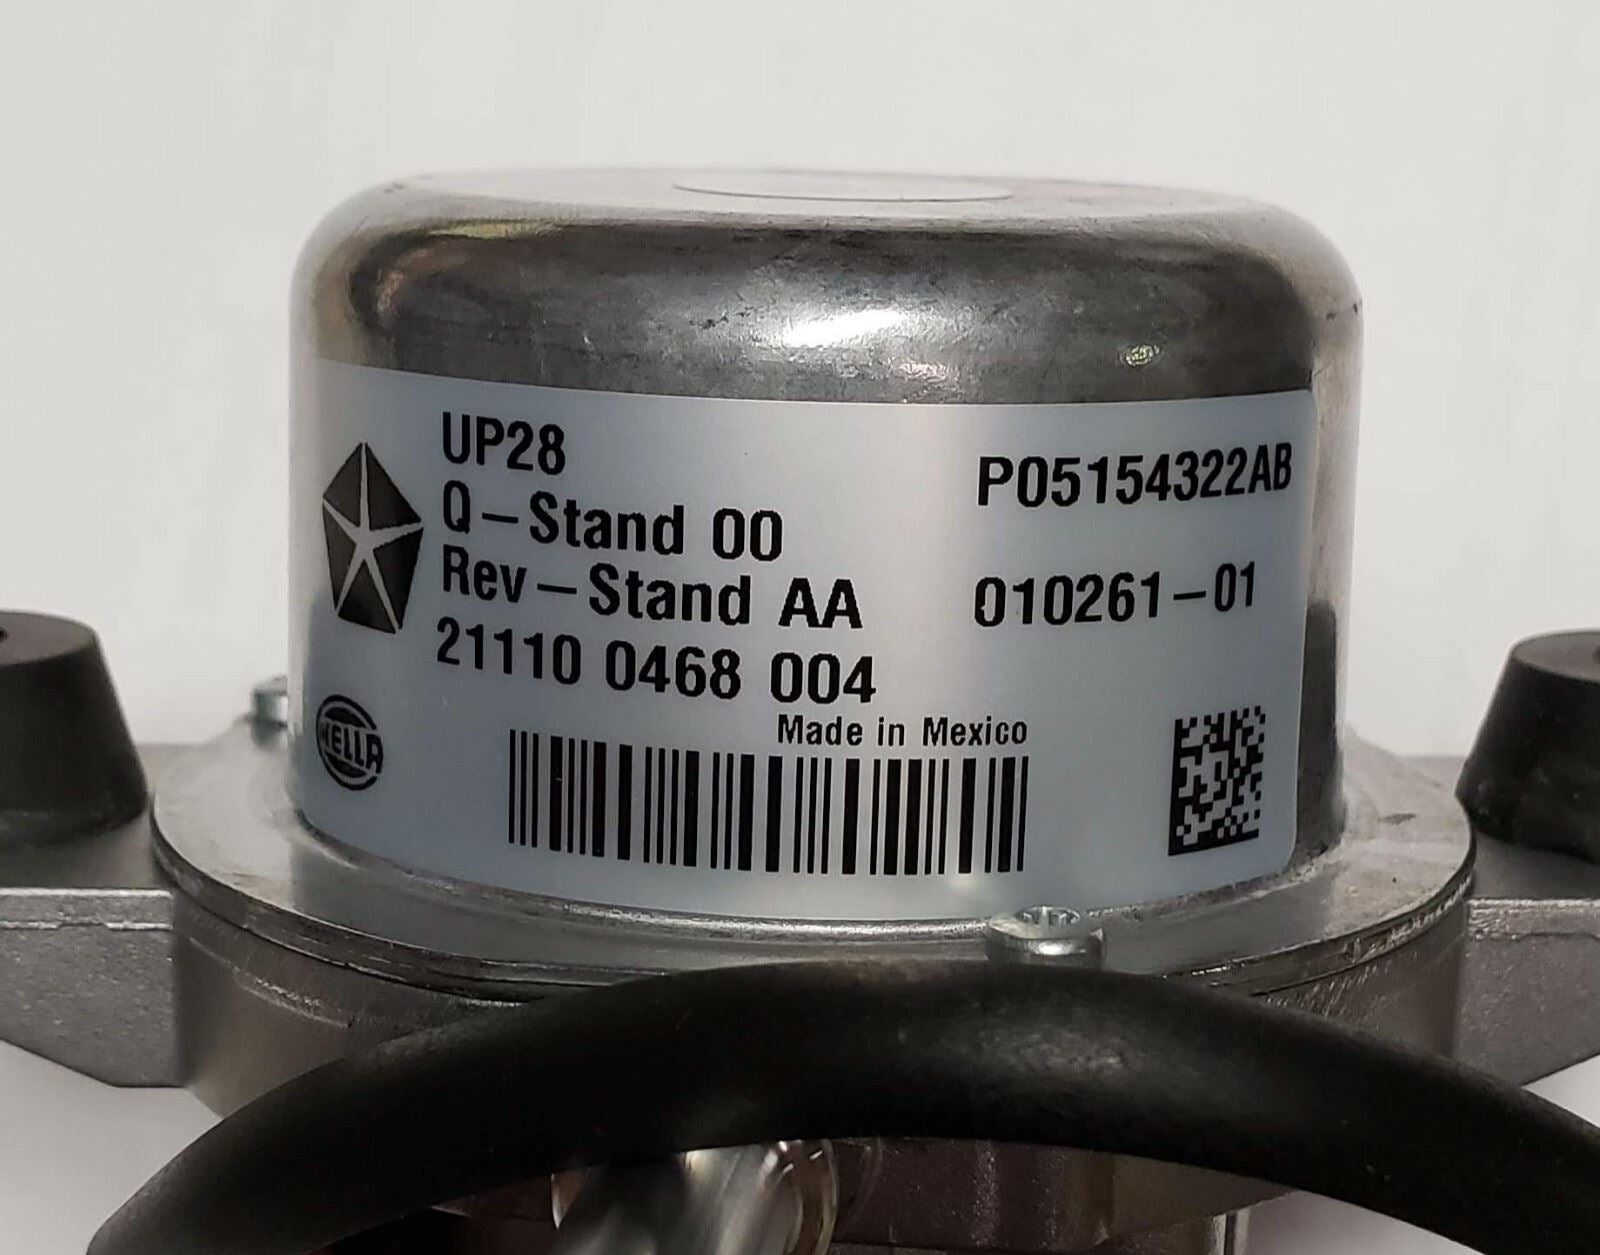 UP28
Q–Stand 00
Rev–Stand AA
21110 0468 004
P05154322AB
010261–01
Made in Mexico
HELLA